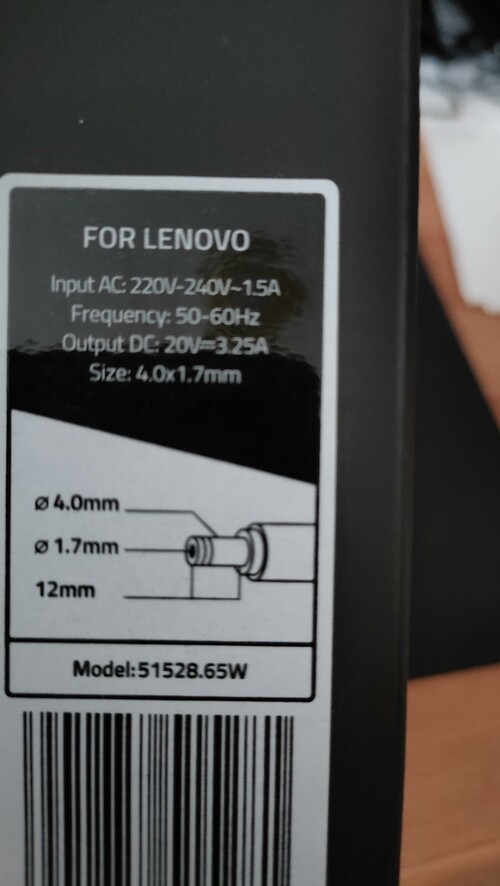 FOR LENOVO
Input AC: 220V-240V~1.5A
Frequency: 50-60Hz
Output DC: 20V⎓3.25A
Size: 4.0x1.7mm
⌀ 4.0mm
⌀ 1.7mm
12mm
Model:51528.65W